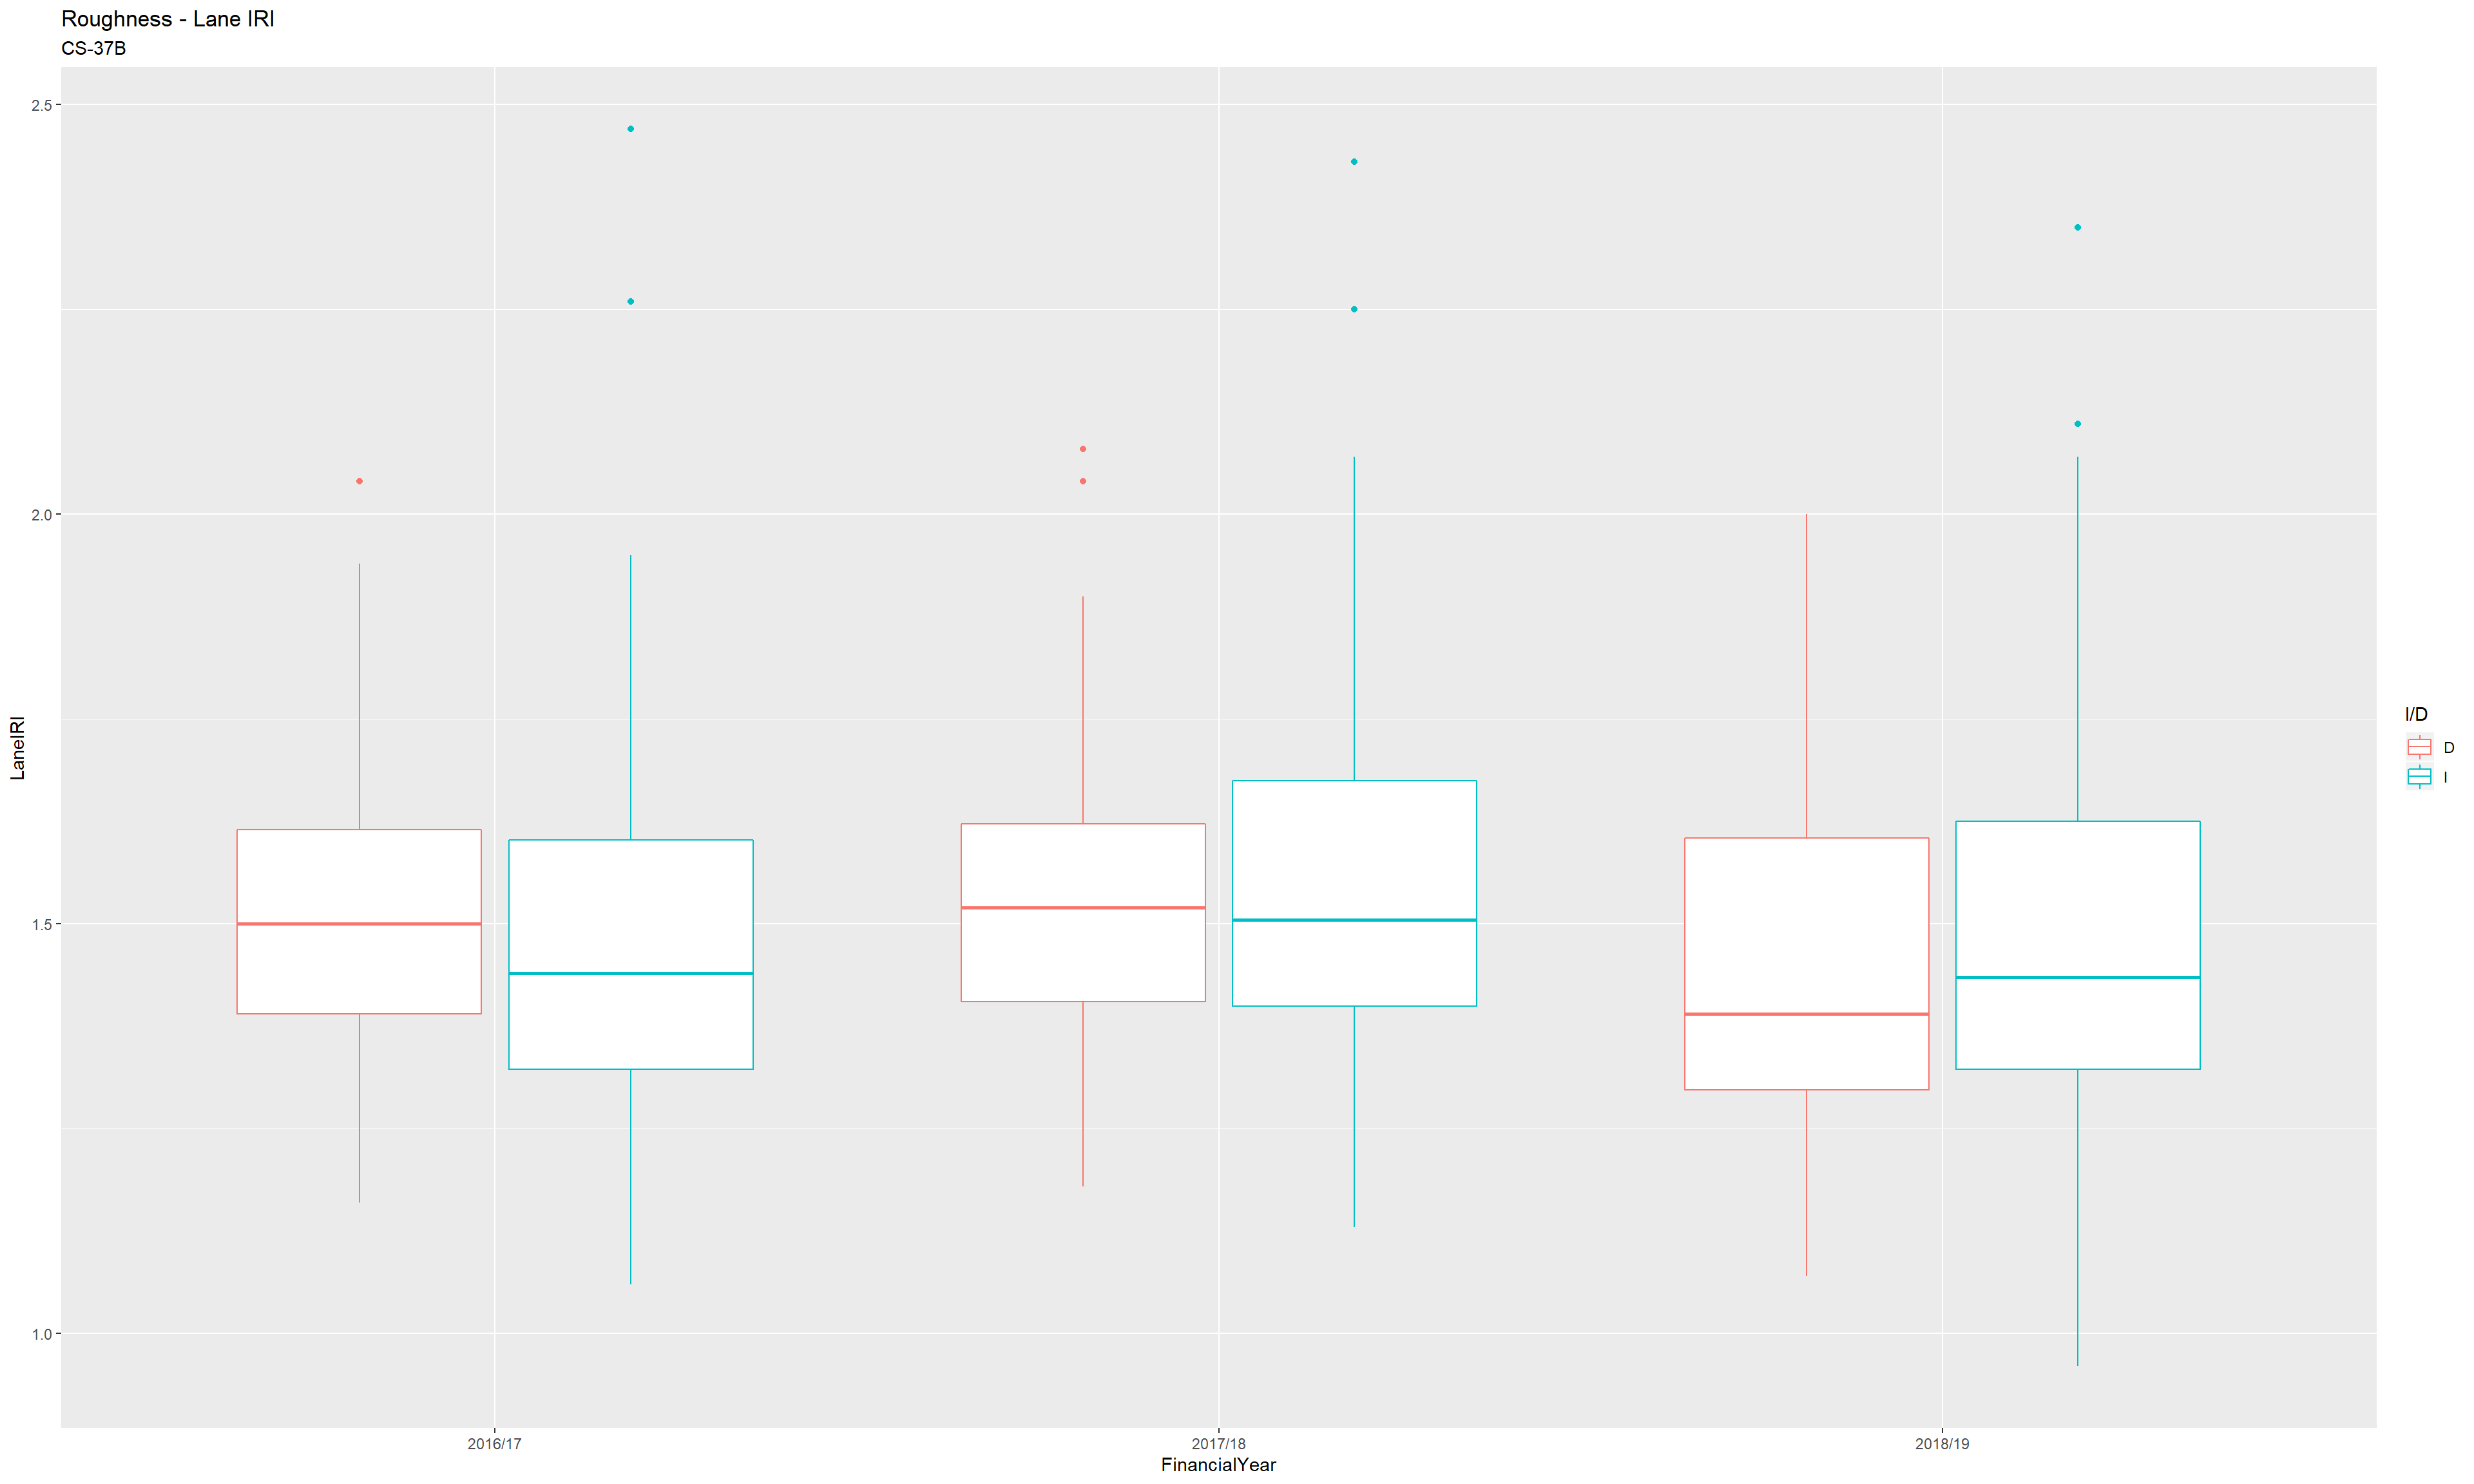 Roughness - Lane IRI
CS-37B
2.5
2.0
1.5
1.0
LaneIRI
2016/17
2017/18
2018/19
FinancialYear
I/D
D
I